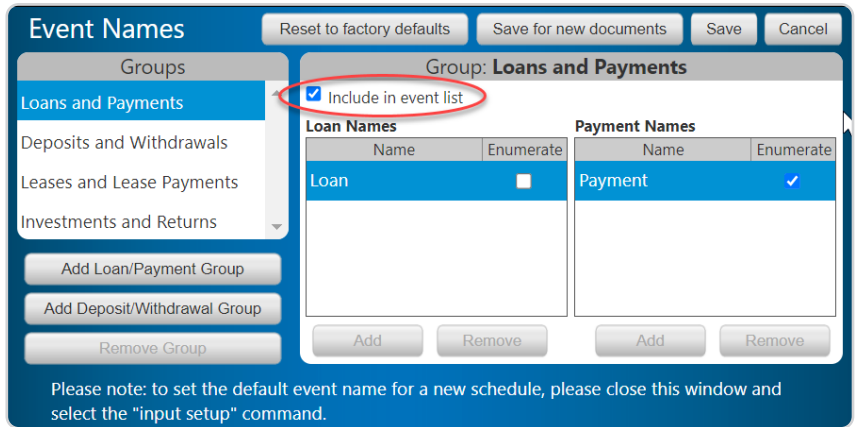 Event Names
Reset to factory defaults
Save for new documents
Save
Cancel
Groups
Loans and Payments
Deposits and Withdrawals
Leases and Lease Payments
Investments and Returns
Add Loan/Payment Group
Add Deposit/Withdrawal Group
Remove Group
Group: Loans and Payments
Include in event list
Loan Names
Name Enumerate
Loan
Add Remove
Payment Names
Name Enumerate
Payment
Add Remove
Please note: to set the default event name for a new schedule, please close this window and
select the "input setup" command.